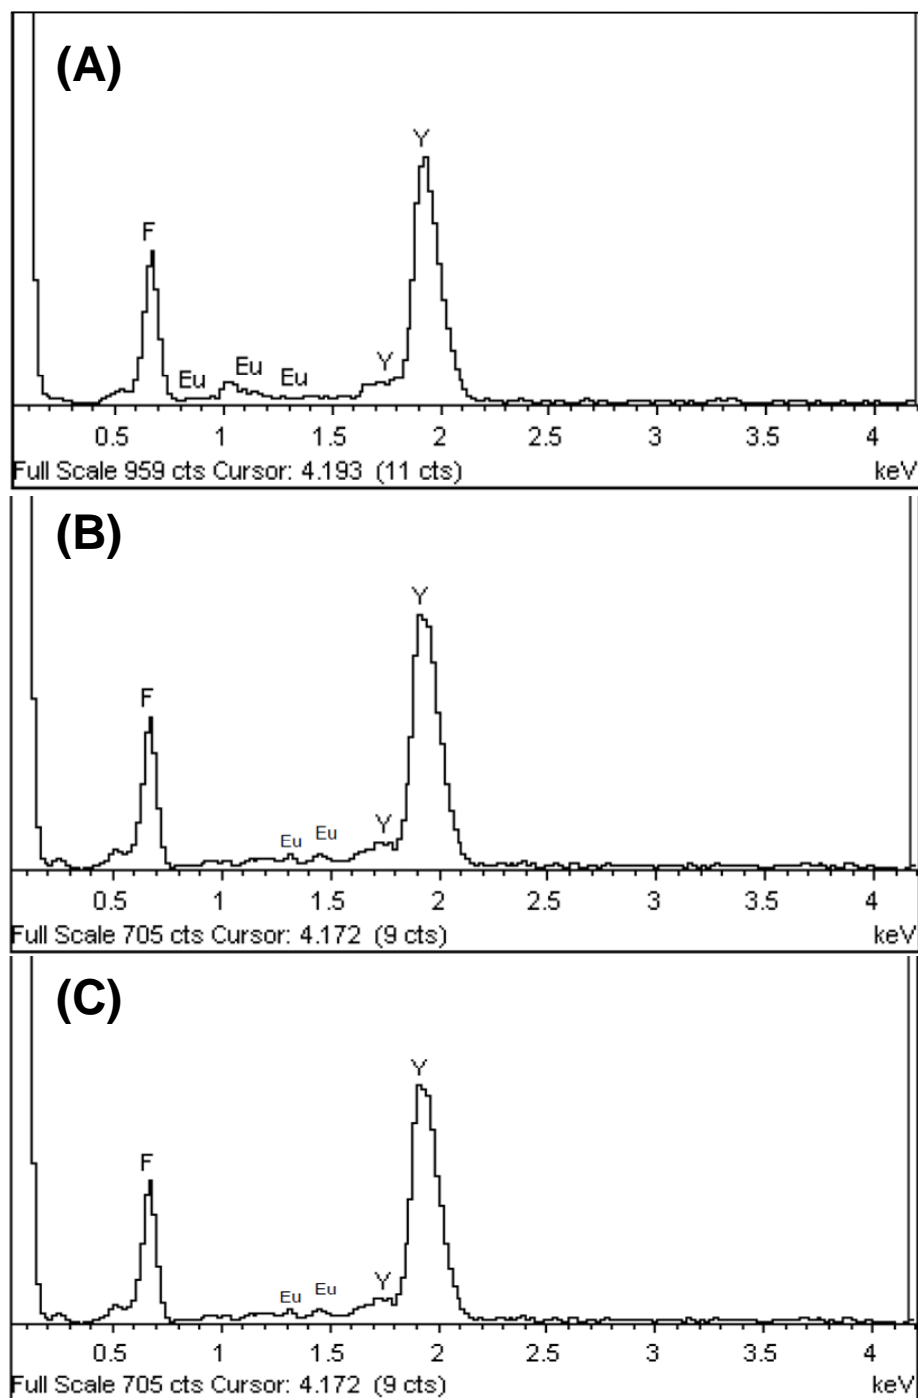 (A)
Y
F
Eu Eu Eu Y
0.5 1 1.5 2 2.5 3 3.5 4
Full Scale 959 cts Cursor: 4.193 (11 cts) keV
(B)
Y
F
Eu Eu Y
0.5 1 1.5 2 2.5 3 3.5 4
Full Scale 705 cts Cursor: 4.172 (9 cts) keV
(C)
Y
F
Eu Eu Y
0.5 1 1.5 2 2.5 3 3.5 4
Full Scale 705 cts Cursor: 4.172 (9 cts) keV